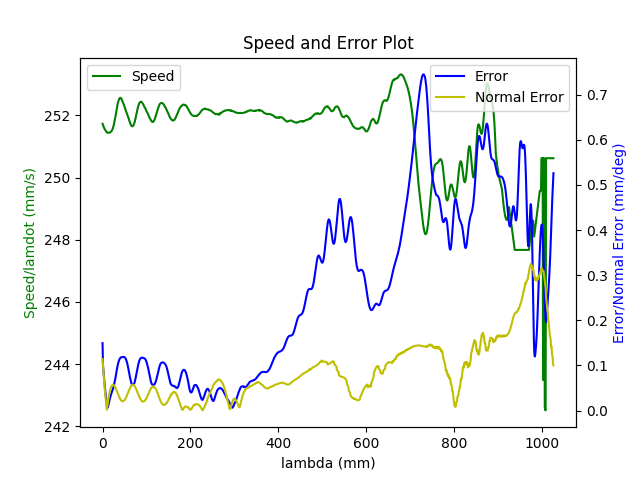 Speed and Error Plot
Speed
Error
Normal Error
252
250
248
246
244
242
Speed/lamdot (mm/s)
0.7
0.6
0.5
0.4
0.3
0.2
0.1
0.0
Error/Normal Error (mm/deg)
0 200 400 600 800 1000
lambda (mm)